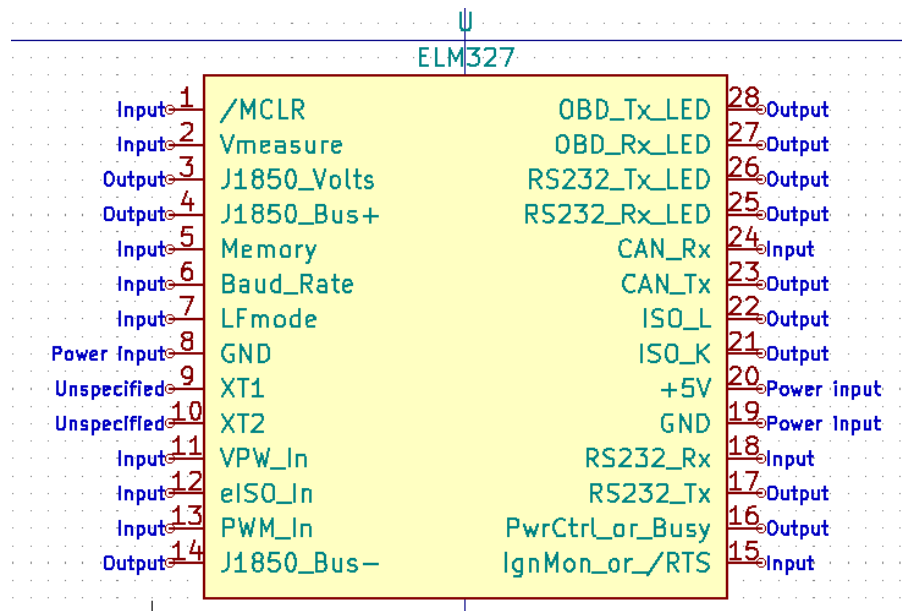 U
ELM327
Input 1 /MCLR OBD_Tx_LED 28 Output
Input 2 Vmeasure OBD_Rx_LED 27 Output
Output 3 J1850_Volts RS232_Tx_LED 26 Output
Output 4 J1850_Bus+ RS232_Rx_LED 25 Output
Input 5 Memory CAN_Rx 24 Input
Input 6 Baud_Rate CAN_Tx 23 Output
Input 7 LFmode ISO_L 22 Output
Power input 8 GND ISO_K 21 Output
Unspecified 9 XT1 +5V 20 Power input
Unspecified 10 XT2 GND 19 Power input
Input 11 VPW_In RS232_Rx 18 Input
Input 12 eISO_In RS232_Tx 17 Output
Input 13 PWM_In PwrCtrl_or_Busy 16 Output
Output 14 J1850_Bus− IgnMon_or_/RTS 15 Input